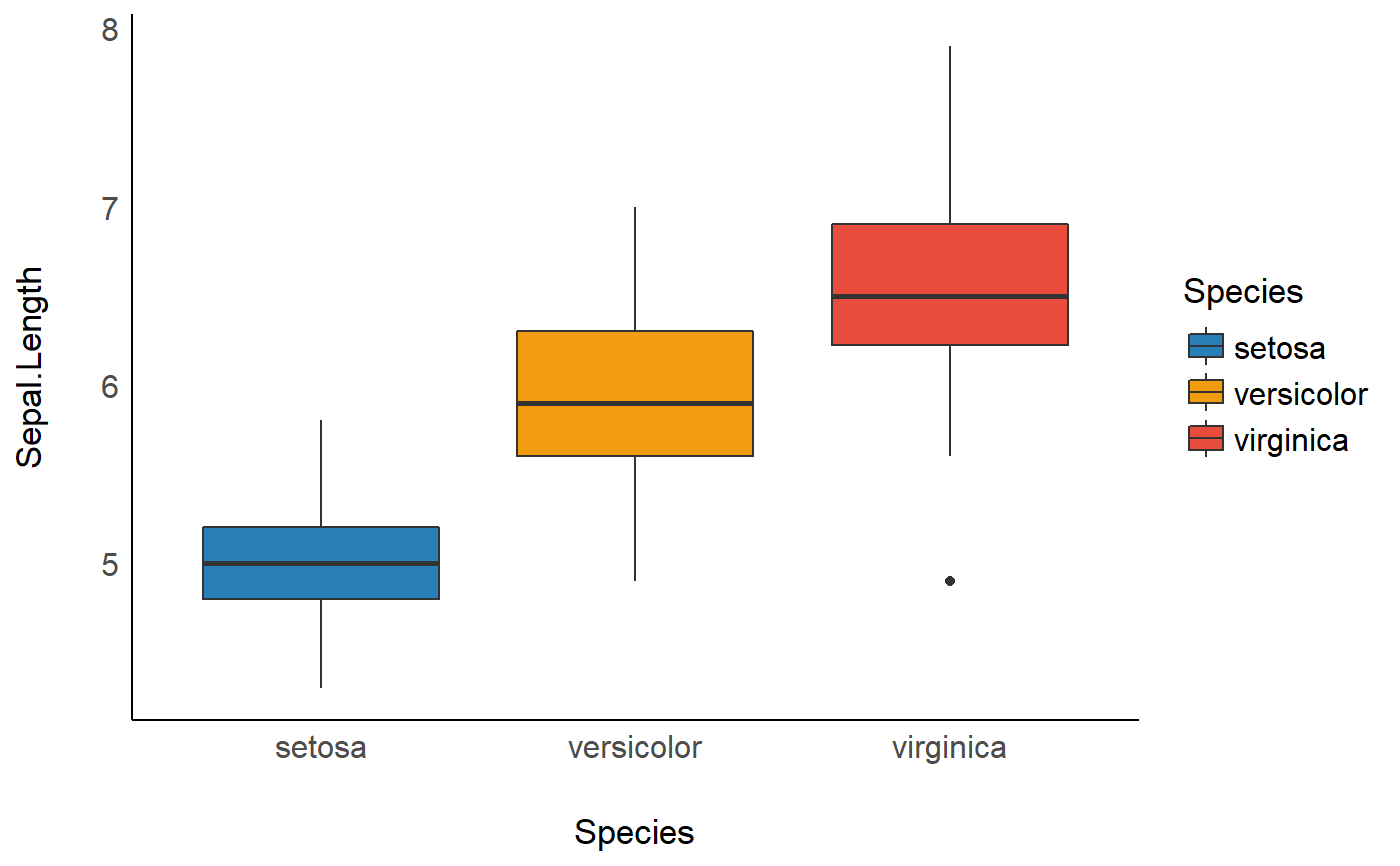 Sepal.Length
8
7
6
5
setosa versicolor virginica
Species
Species
setosa
versicolor
virginica